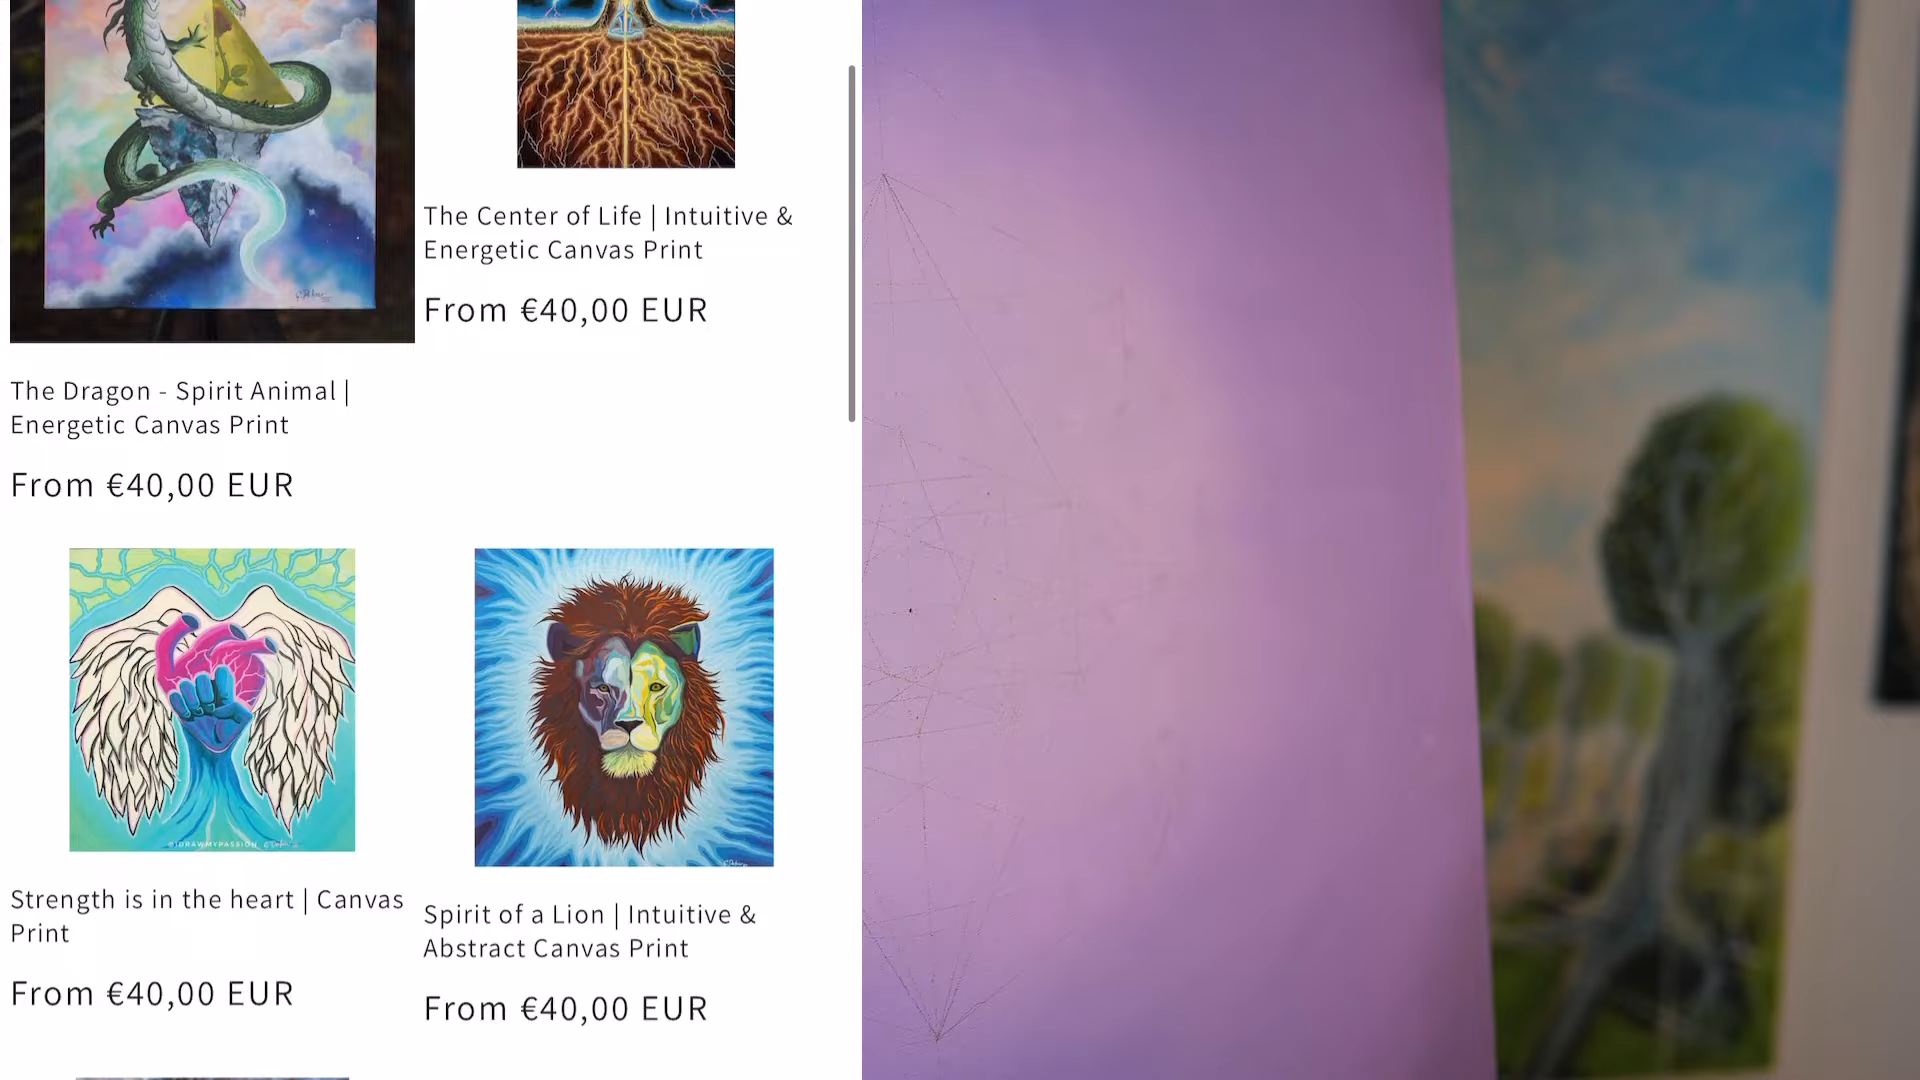 The Center of Life | Intuitive &
Energetic Canvas Print
From €40,00 EUR
The Dragon - Spirit Animal |
Energetic Canvas Print
From €40,00 EUR
@IDRAWMYPASSION
Strength is in the heart | Canvas
Print
From €40,00 EUR
Spirit of a Lion | Intuitive &
Abstract Canvas Print
From €40,00 EUR